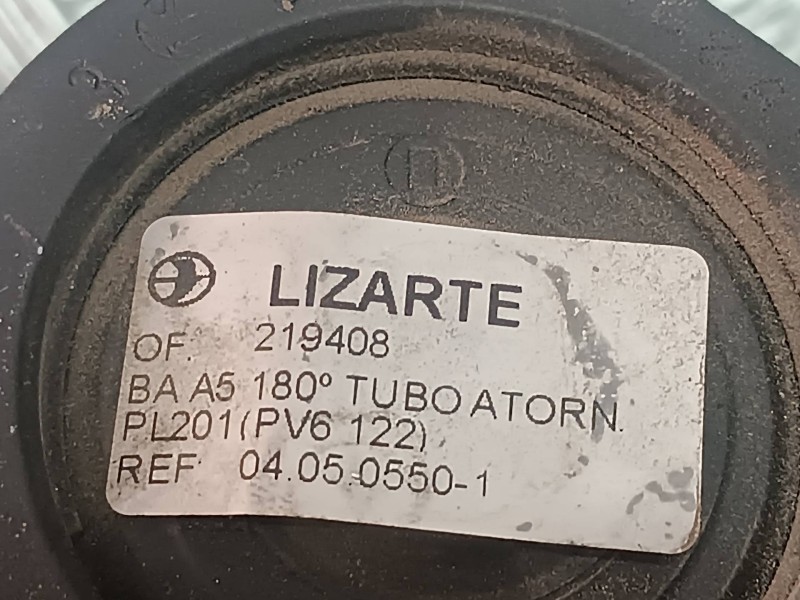 LIZARTE
OF. 219408
BA A5 180º TUBO ATORN.
PL201(PV6 122)
REF 04.05.0550-1